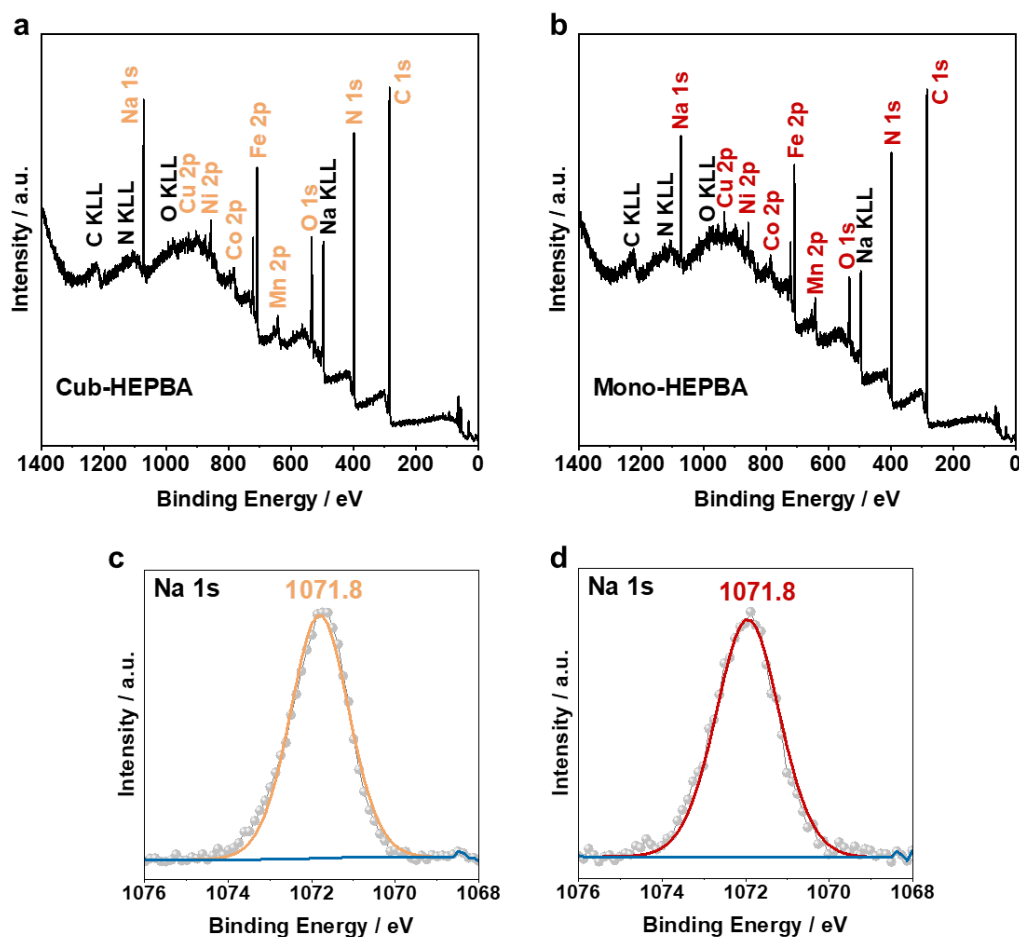 a
Intensity / a.u.
C KLL
N KLL
Na 1s
O KLL
Cu 2p
Ni 2p
Co 2p
Fe 2p
Mn 2p
O 1s
Na KLL
N 1s
C 1s
Cub-HEPBA
1400 1200 1000 800 600 400 200 0
Binding Energy / eV
b
Intensity / a.u.
C KLL
N KLL
Na 1s
O KLL
Cu 2p
Ni 2p
Co 2p
Fe 2p
Mn 2p
O 1s
Na KLL
N 1s
C 1s
Mono-HEPBA
1400 1200 1000 800 600 400 200 0
Binding Energy / eV
c
Na 1s
1071.8
Intensity / a.u.
1076 1074 1072 1070 1068
Binding Energy / eV
d
Na 1s
1071.8
Intensity / a.u.
1076 1074 1072 1070 1068
Binding Energy / eV